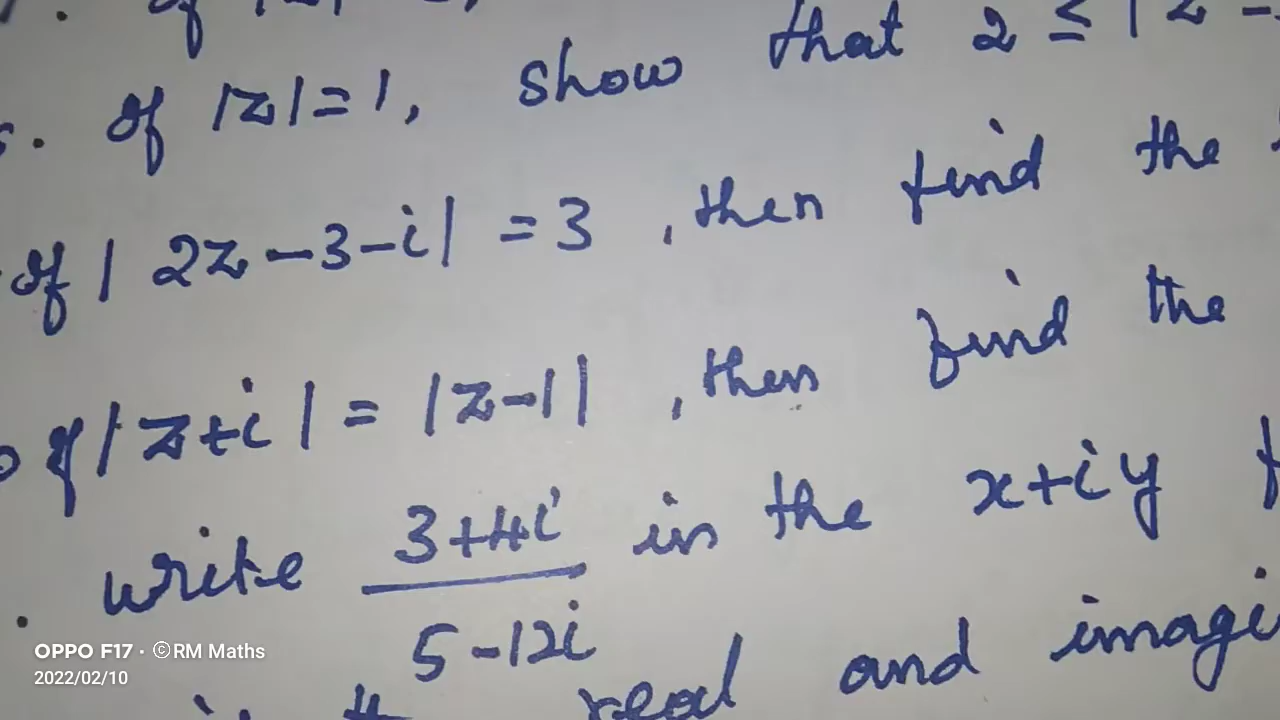 that 2 ≤ | z -
If |z| = 1, show
If | 2z - 3 - i | = 3, then find the
If | z + i | = | z - 1 |, then find the
write 3+4i / 5-12i in the x+iy
real and imagi
OPPO F17 · ©RM Maths
2022/02/10